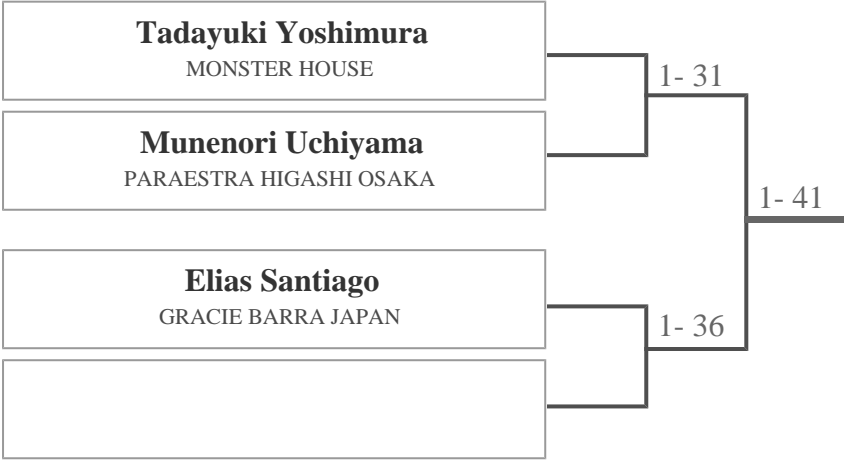 Tadayuki Yoshimura
MONSTER HOUSE
1- 31
Munenori Uchiyama
PARAESTRA HIGASHI OSAKA
1- 41
Elias Santiago
GRACIE BARRA JAPAN
1- 36